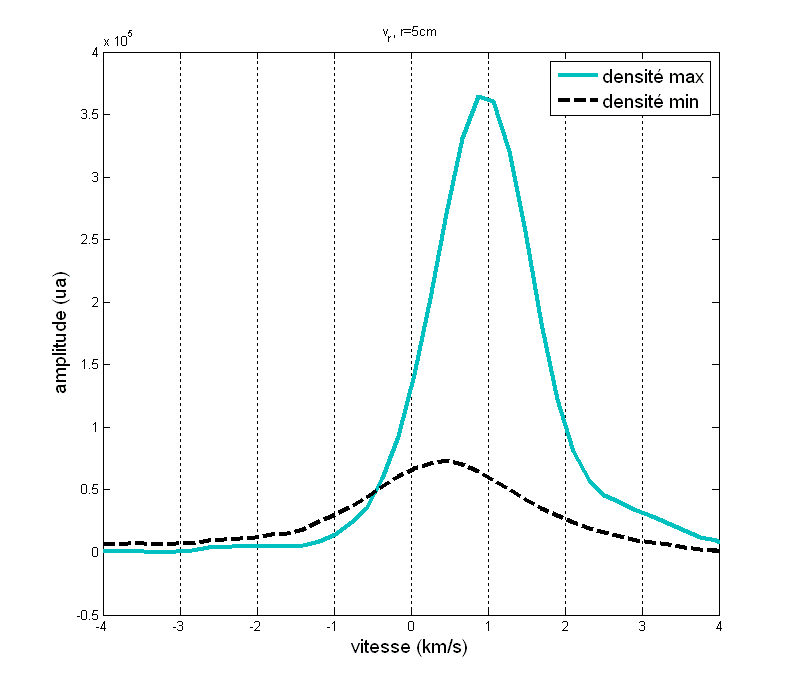 v_r, r=5cm
x 10^5
densité max
densité min
4
3.5
3
2.5
2
1.5
1
0.5
0
-0.5
amplitude (ua)
-4 -3 -2 -1 0 1 2 3 4
vitesse (km/s)